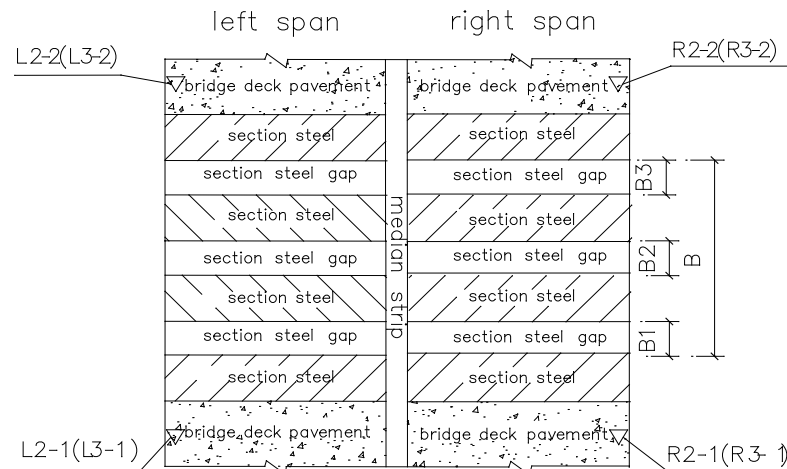 left span right span
L2-2(L3-2) R2-2(R3-2)
bridge deck pavement bridge deck pavement
section steel section steel
section steel gap section steel gap B3
section steel section steel
section steel gap section steel gap B2 B
section steel section steel
section steel gap section steel gap B1
section steel section steel
bridge deck pavement bridge deck pavement
L2-1(L3-1) R2-1(R3-1)
median strip